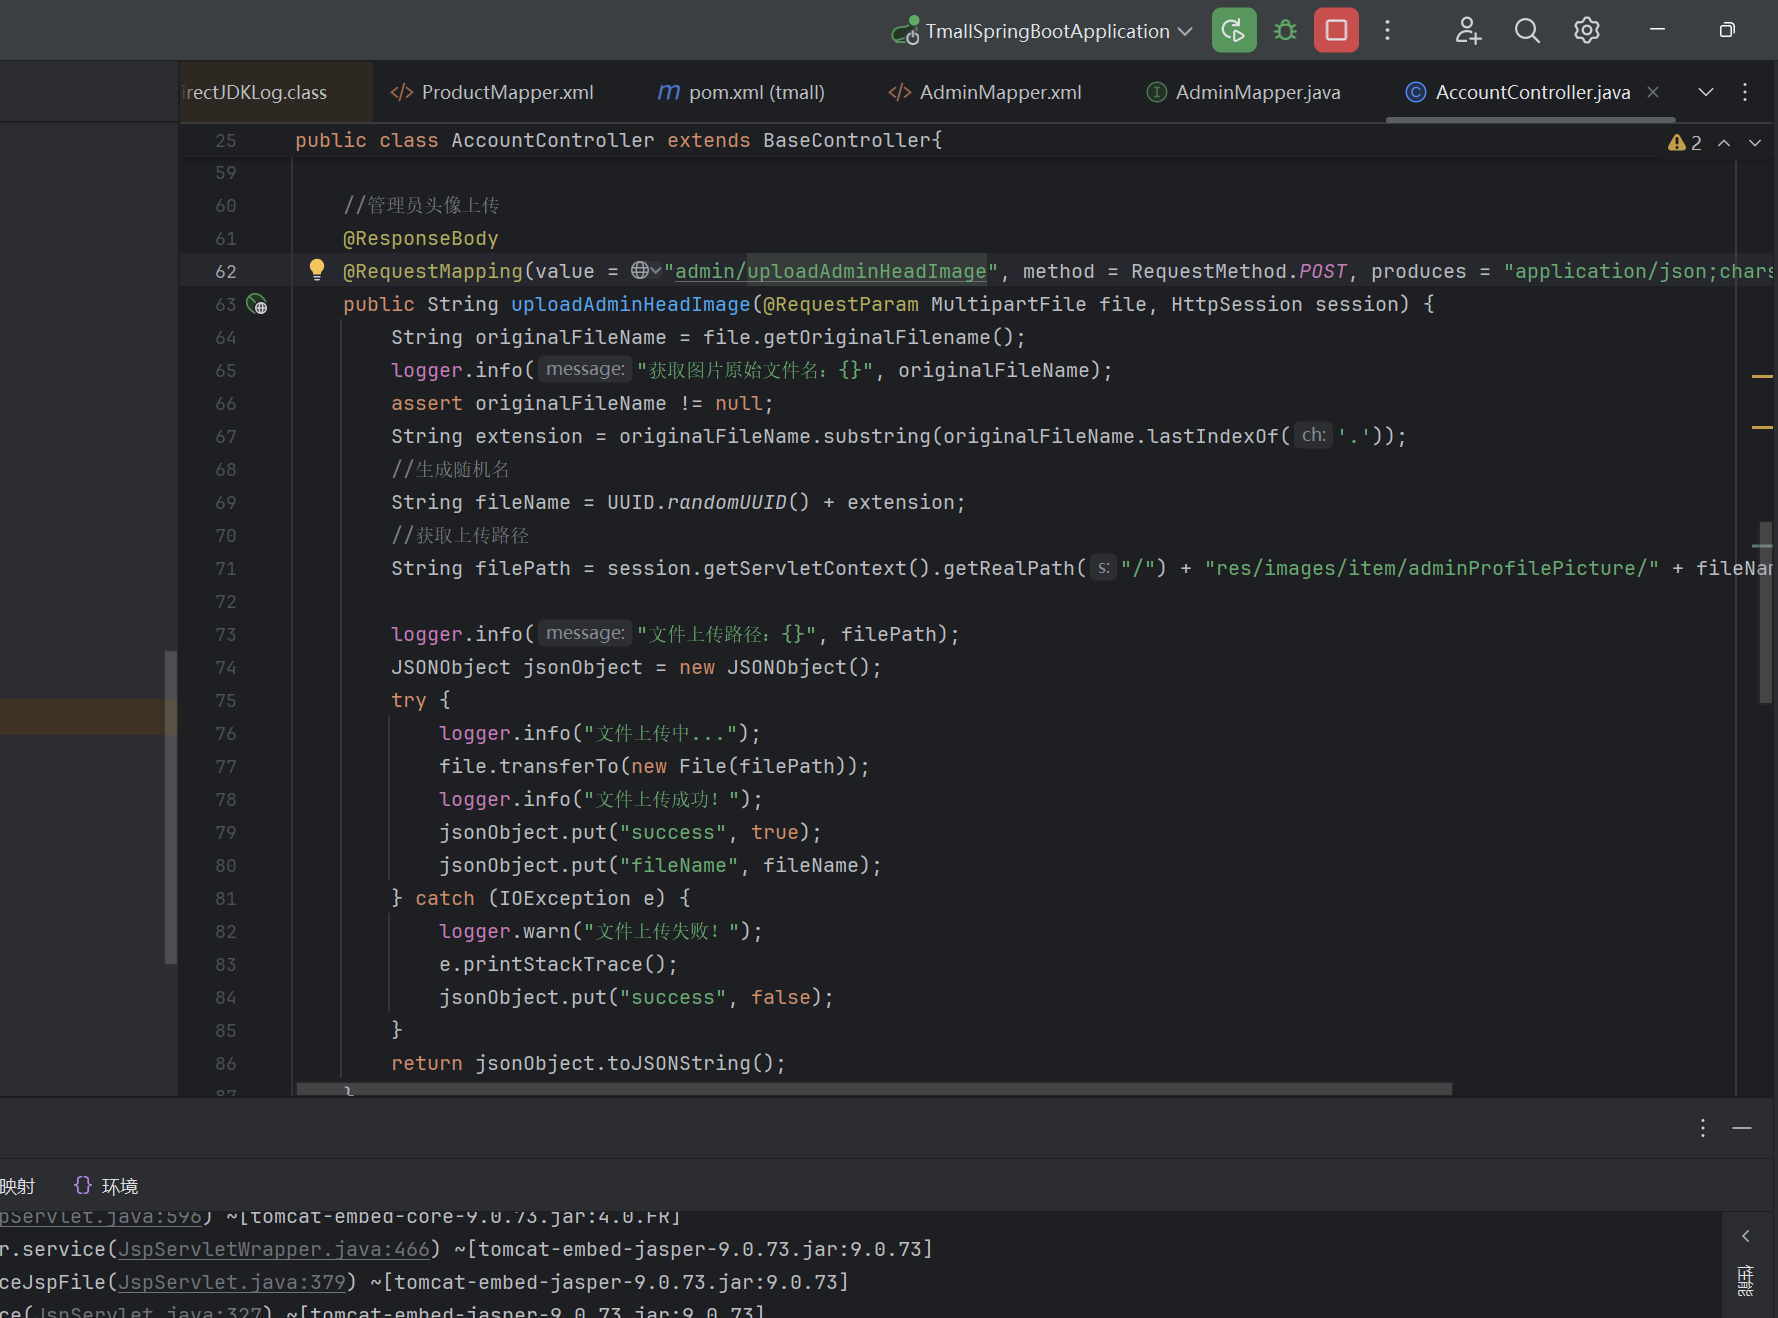 TmallSpringBootApplication
irectJDKLog.class
ProductMapper.xml
pom.xml (tmall)
AdminMapper.xml
AdminMapper.java
AccountController.java
25 public class AccountController extends BaseController{
2
59
60 //管理员头像上传
61 @ResponseBody
62 @RequestMapping(value = "admin/uploadAdminHeadImage", method = RequestMethod.POST, produces = "application/json;chars
63 public String uploadAdminHeadImage(@RequestParam MultipartFile file, HttpSession session) {
64 String originalFileName = file.getOriginalFilename();
65 logger.info( message: "获取图片原始文件名：{}", originalFileName);
66 assert originalFileName != null;
67 String extension = originalFileName.substring(originalFileName.lastIndexOf( ch: '.'));
68 //生成随机名
69 String fileName = UUID.randomUUID() + extension;
70 //获取上传路径
71 String filePath = session.getServletContext().getRealPath( s: "/") + "res/images/item/adminProfilePicture/" + fileNam
72
73 logger.info( message: "文件上传路径：{}", filePath);
74 JSONObject jsonObject = new JSONObject();
75 try {
76 logger.info("文件上传中...");
77 file.transferTo(new File(filePath));
78 logger.info("文件上传成功！");
79 jsonObject.put("success", true);
80 jsonObject.put("fileName", fileName);
81 } catch (IOException e) {
82 logger.warn("文件上传失败！");
83 e.printStackTrace();
84 jsonObject.put("success", false);
85 }
86 return jsonObject.toJSONString();
87 }
映射
{} 环境
pServlet.java:596) ~[tomcat-embed-core-9.0.73.jar:4.0.FR]
r.service(JspServletWrapper.java:466) ~[tomcat-embed-jasper-9.0.73.jar:9.0.73]
ceJspFile(JspServlet.java:379) ~[tomcat-embed-jasper-9.0.73.jar:9.0.73]
ce(JspServlet.java:327) ~[tomcat-embed-jasper-9.0.73.jar:9.0.73]
性能